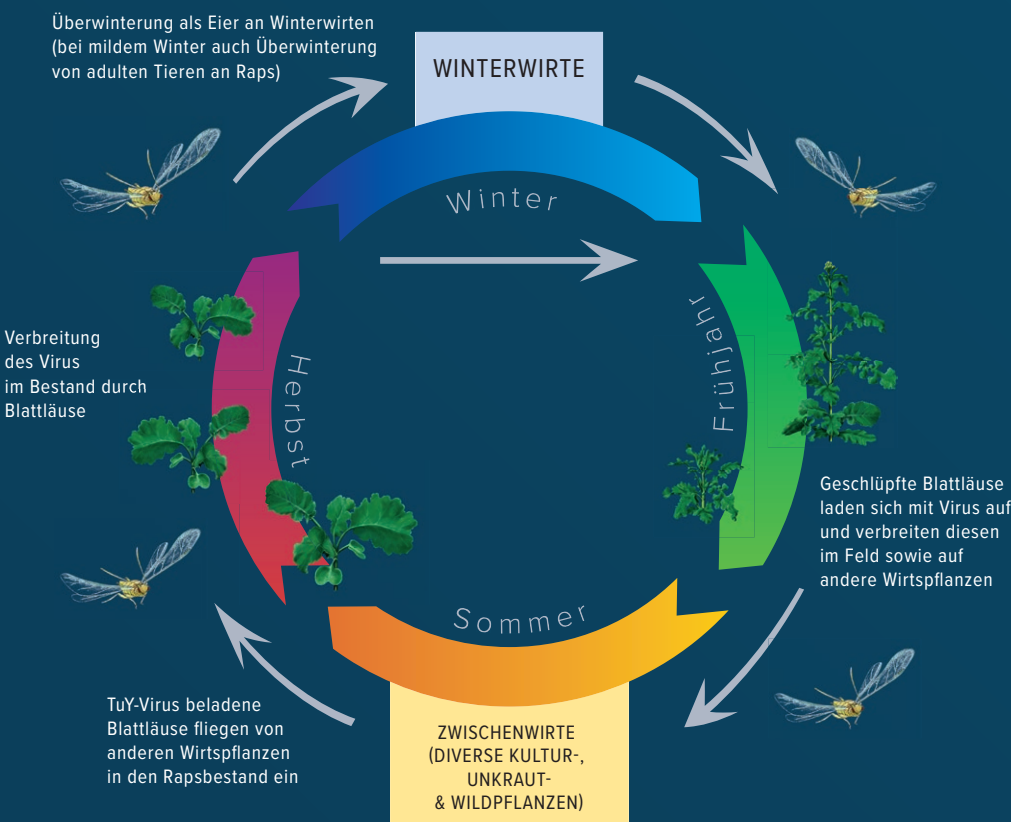 Überwinterung als Eier an Winterwirten
(bei mildem Winter auch Überwinterung
von adulten Tieren an Raps)
WINTERWIRTE
Winter
Frühjahr
Herbst
Verbreitung
des Virus
im Bestand durch
Blattläuse
Geschlüpfte Blattläuse
laden sich mit Virus auf
und verbreiten diesen
im Feld sowie auf
andere Wirtspflanzen
Sommer
TuY-Virus beladene
Blattläuse fliegen von
anderen Wirtspflanzen
in den Rapsbestand ein
ZWISCHENWIRTE
(DIVERSE KULTUR-,
UNKRAUT-
& WILDPFLANZEN)